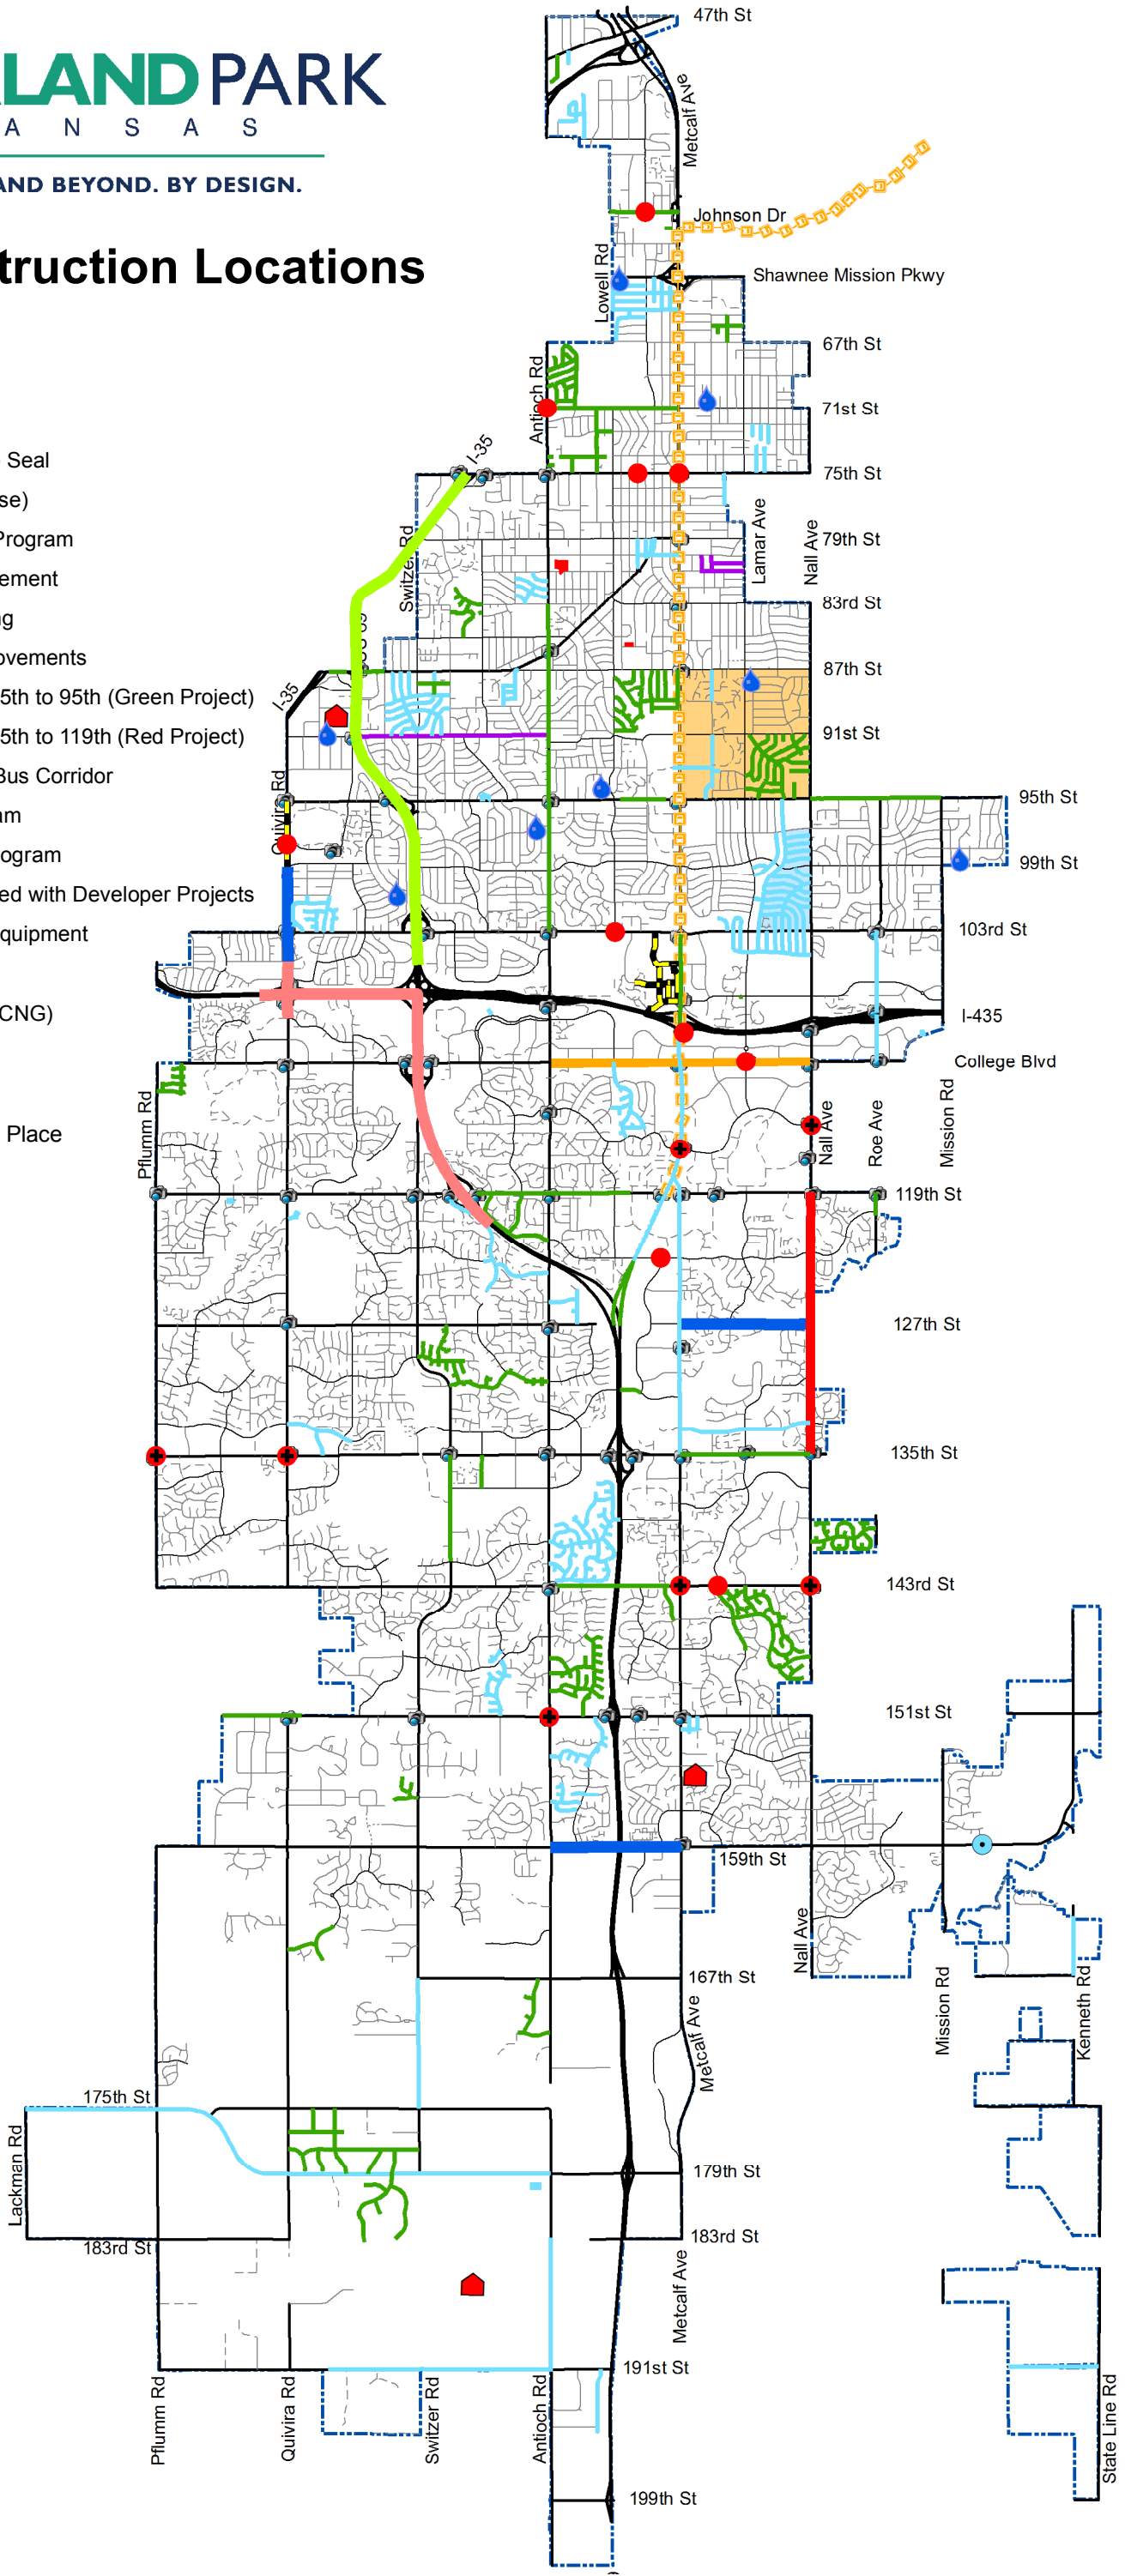 LAND PARK
A N S A S
AND BEYOND. BY DESIGN.
truction Locations
Seal
se)
Program
ement
ng
ovements
5th to 95th (Green Project)
5th to 119th (Red Project)
Bus Corridor
am
ogram
ed with Developer Projects
quipment
CNG)
Place
47th St
Metcalf Ave
Johnson Dr
Lowell Rd
Shawnee Mission Pkwy
67th St
Antioch Rd
71st St
I-35
75th St
Switzer Rd
Lamar Ave
Nall Ave
79th St
83rd St
87th St
I-35
91st St
Quivira Rd
95th St
99th St
103rd St
I-435
College Blvd
Pflumm Rd
Nall Ave
Roe Ave
Mission Rd
119th St
127th St
135th St
143rd St
151st St
159th St
Nall Ave
Mission Rd
Kenneth Rd
167th St
Metcalf Ave
175th St
Lackman Rd
179th St
183rd St
183rd St
Metcalf Ave
191st St
Pflumm Rd
Quivira Rd
Switzer Rd
Antioch Rd
State Line Rd
199th St